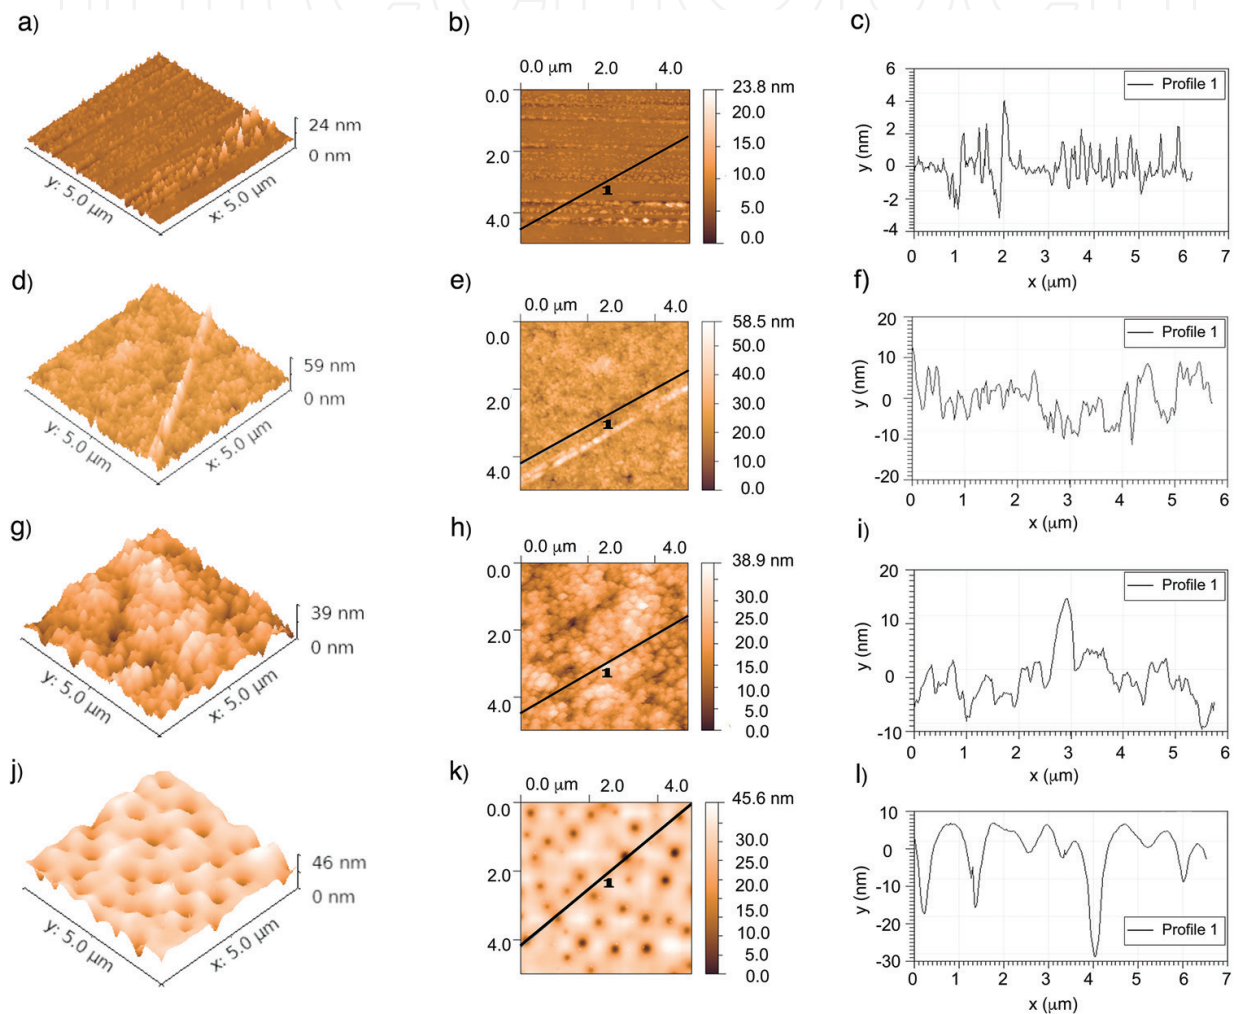 a)
24 nm
0 nm
y: 5.0 μm
x: 5.0 μm
b)
0.0 μm 2.0 4.0
0.0
2.0
4.0
1
23.8 nm
20.0
15.0
10.0
5.0
0.0
c)
6
4
2
0
-2
-4
y (nm)
Profile 1
0 1 2 3 4 5 6 7
x (μm)
d)
59 nm
0 nm
y: 5.0 μm
x: 5.0 μm
e)
0.0 μm 2.0 4.0
0.0
2.0
4.0
1
58.5 nm
50.0
40.0
30.0
20.0
10.0
0.0
f)
20
10
0
-10
-20
y (nm)
Profile 1
0 1 2 3 4 5 6
x (μm)
g)
39 nm
0 nm
y: 5.0 μm
x: 5.0 μm
h)
0.0 μm 2.0 4.0
0.0
2.0
4.0
1
38.9 nm
30.0
25.0
20.0
15.0
10.0
5.0
0.0
i)
20
10
0
-10
y (nm)
Profile 1
0 1 2 3 4 5 6
x (μm)
j)
46 nm
0 nm
y: 5.0 μm
x: 5.0 μm
k)
0.0 μm 2.0 4.0
0.0
2.0
4.0
1
45.6 nm
30.0
25.0
20.0
15.0
10.0
5.0
0.0
l)
10
0
-10
-20
-30
y (nm)
Profile 1
0 1 2 3 4 5 6 7
x (μm)